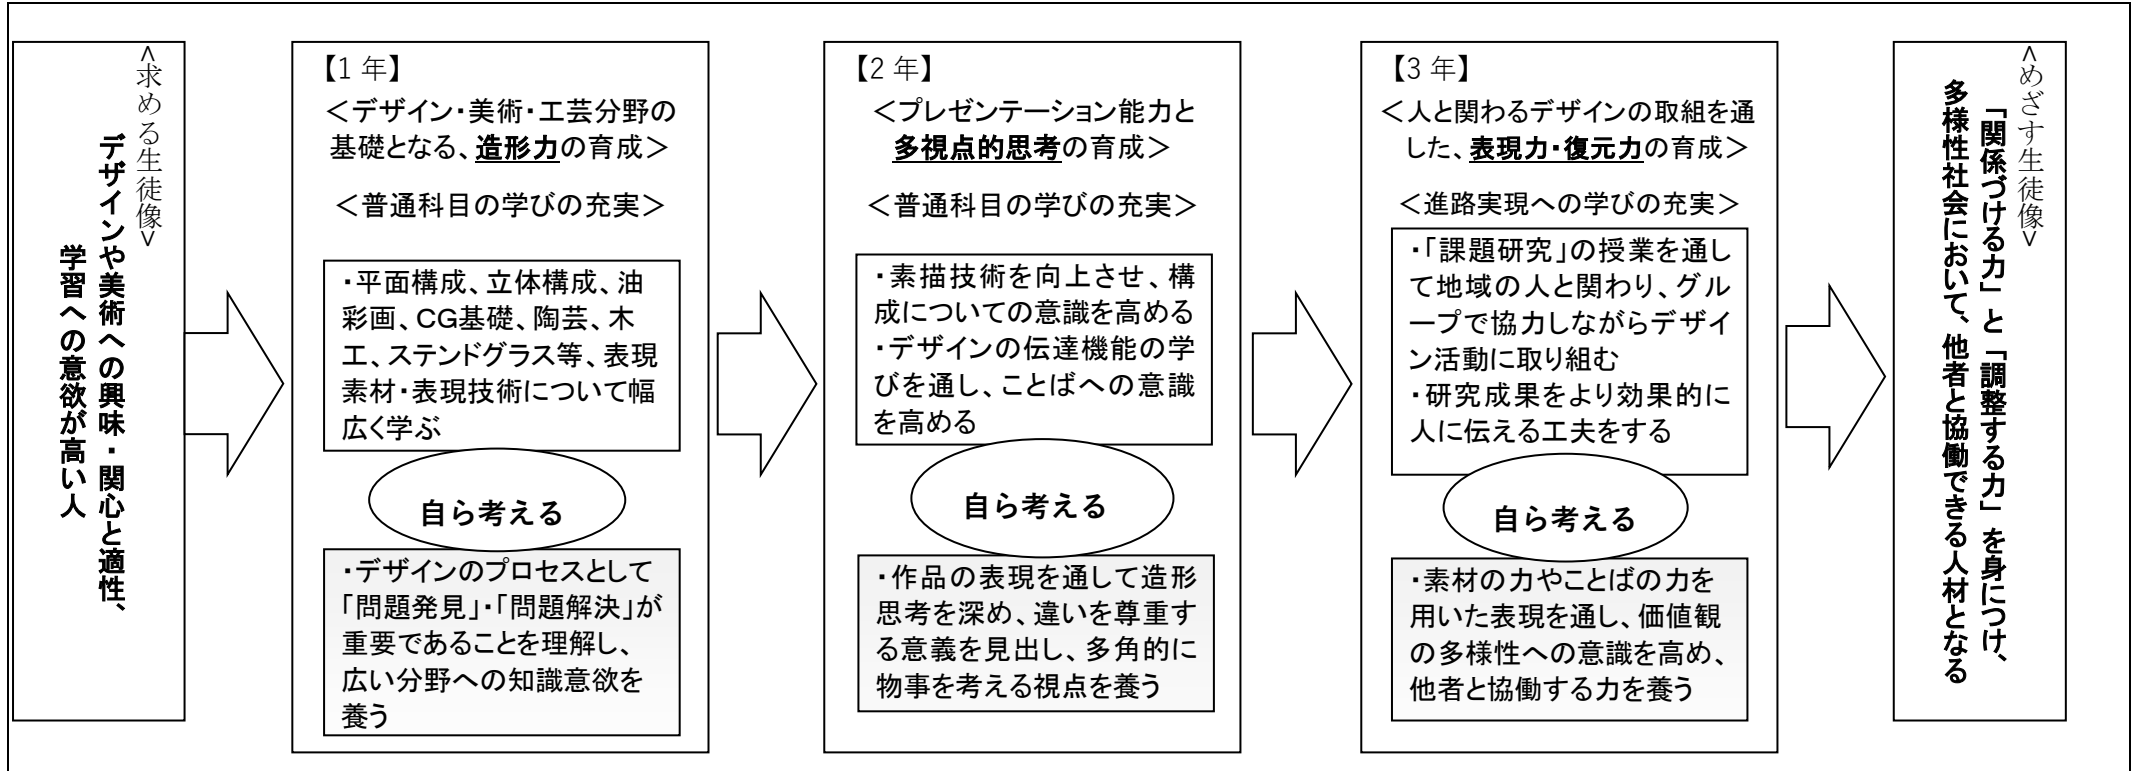 <求める生徒像>
デザインや美術への興味・関心と適性、
学習への意欲が高い人
【1 年】
＜デザイン・美術・工芸分野の
基礎となる、造形力の育成＞
＜普通科目の学びの充実＞
・平面構成、立体構成、油
彩画、CG基礎、陶芸、木
工、ステンドグラス等、表現
素材・表現技術について幅
広く学ぶ
自ら考える
・デザインのプロセスとして
「問題発見」・「問題解決」が
重要であることを理解し、
広い分野への知識意欲を
養う
【2 年】
＜プレゼンテーション能力と
多視点的思考の育成＞
＜普通科目の学びの充実＞
・素描技術を向上させ、構
成についての意識を高める
・デザインの伝達機能の学
びを通し、ことばへの意識
を高める
自ら考える
・作品の表現を通して造形
思考を深め、違いを尊重す
る意義を見出し、多角的に
物事を考える視点を養う
【3 年】
＜人と関わるデザインの取組を通
した、表現力・復元力の育成＞
＜進路実現への学びの充実＞
・「課題研究」の授業を通し
て地域の人と関わり、グル
ープで協力しながらデザイ
ン活動に取り組む
・研究成果をより効果的に
人に伝える工夫をする
自ら考える
・素材の力やことばの力を
用いた表現を通し、価値観
の多様性への意識を高め、
他者と協働する力を養う
<めざす生徒像>
「関係づける力」と「調整する力」を身につけ、
多様性社会において、他者と協働できる人材となる